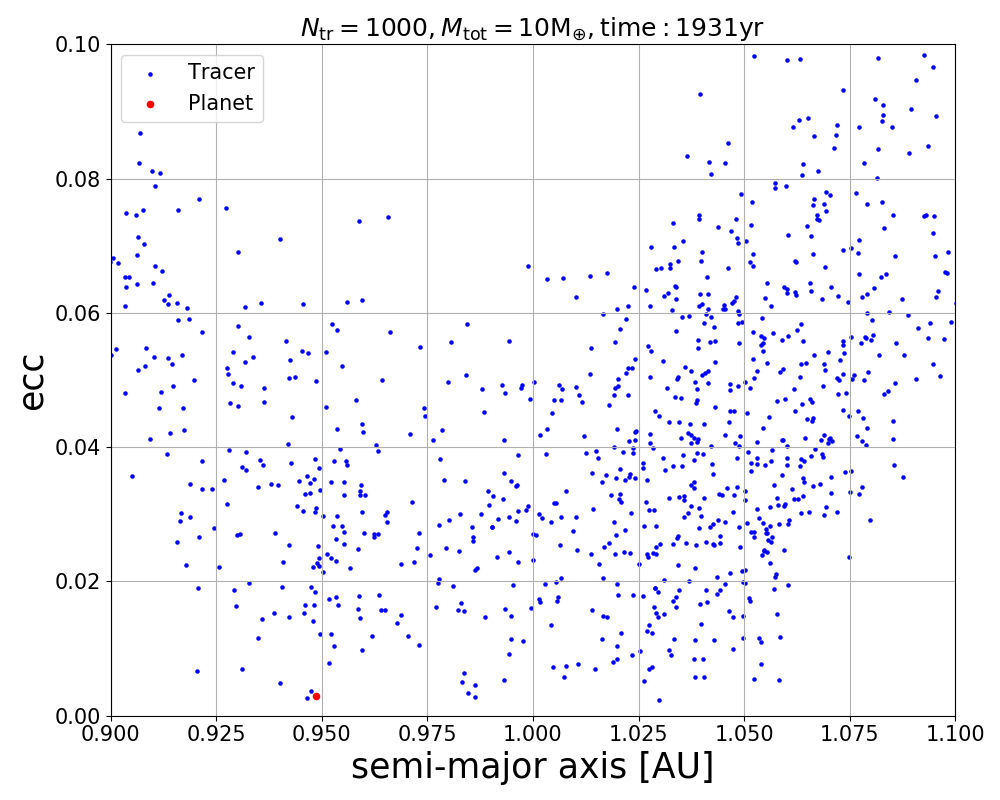 N_tr = 1000, M_tot = 10M_⊕, time : 1931yr
Tracer
Planet
0.10
0.08
0.06
0.04
0.02
0.00
ecc
0.900 0.925 0.950 0.975 1.000 1.025 1.050 1.075 1.100
semi-major axis [AU]